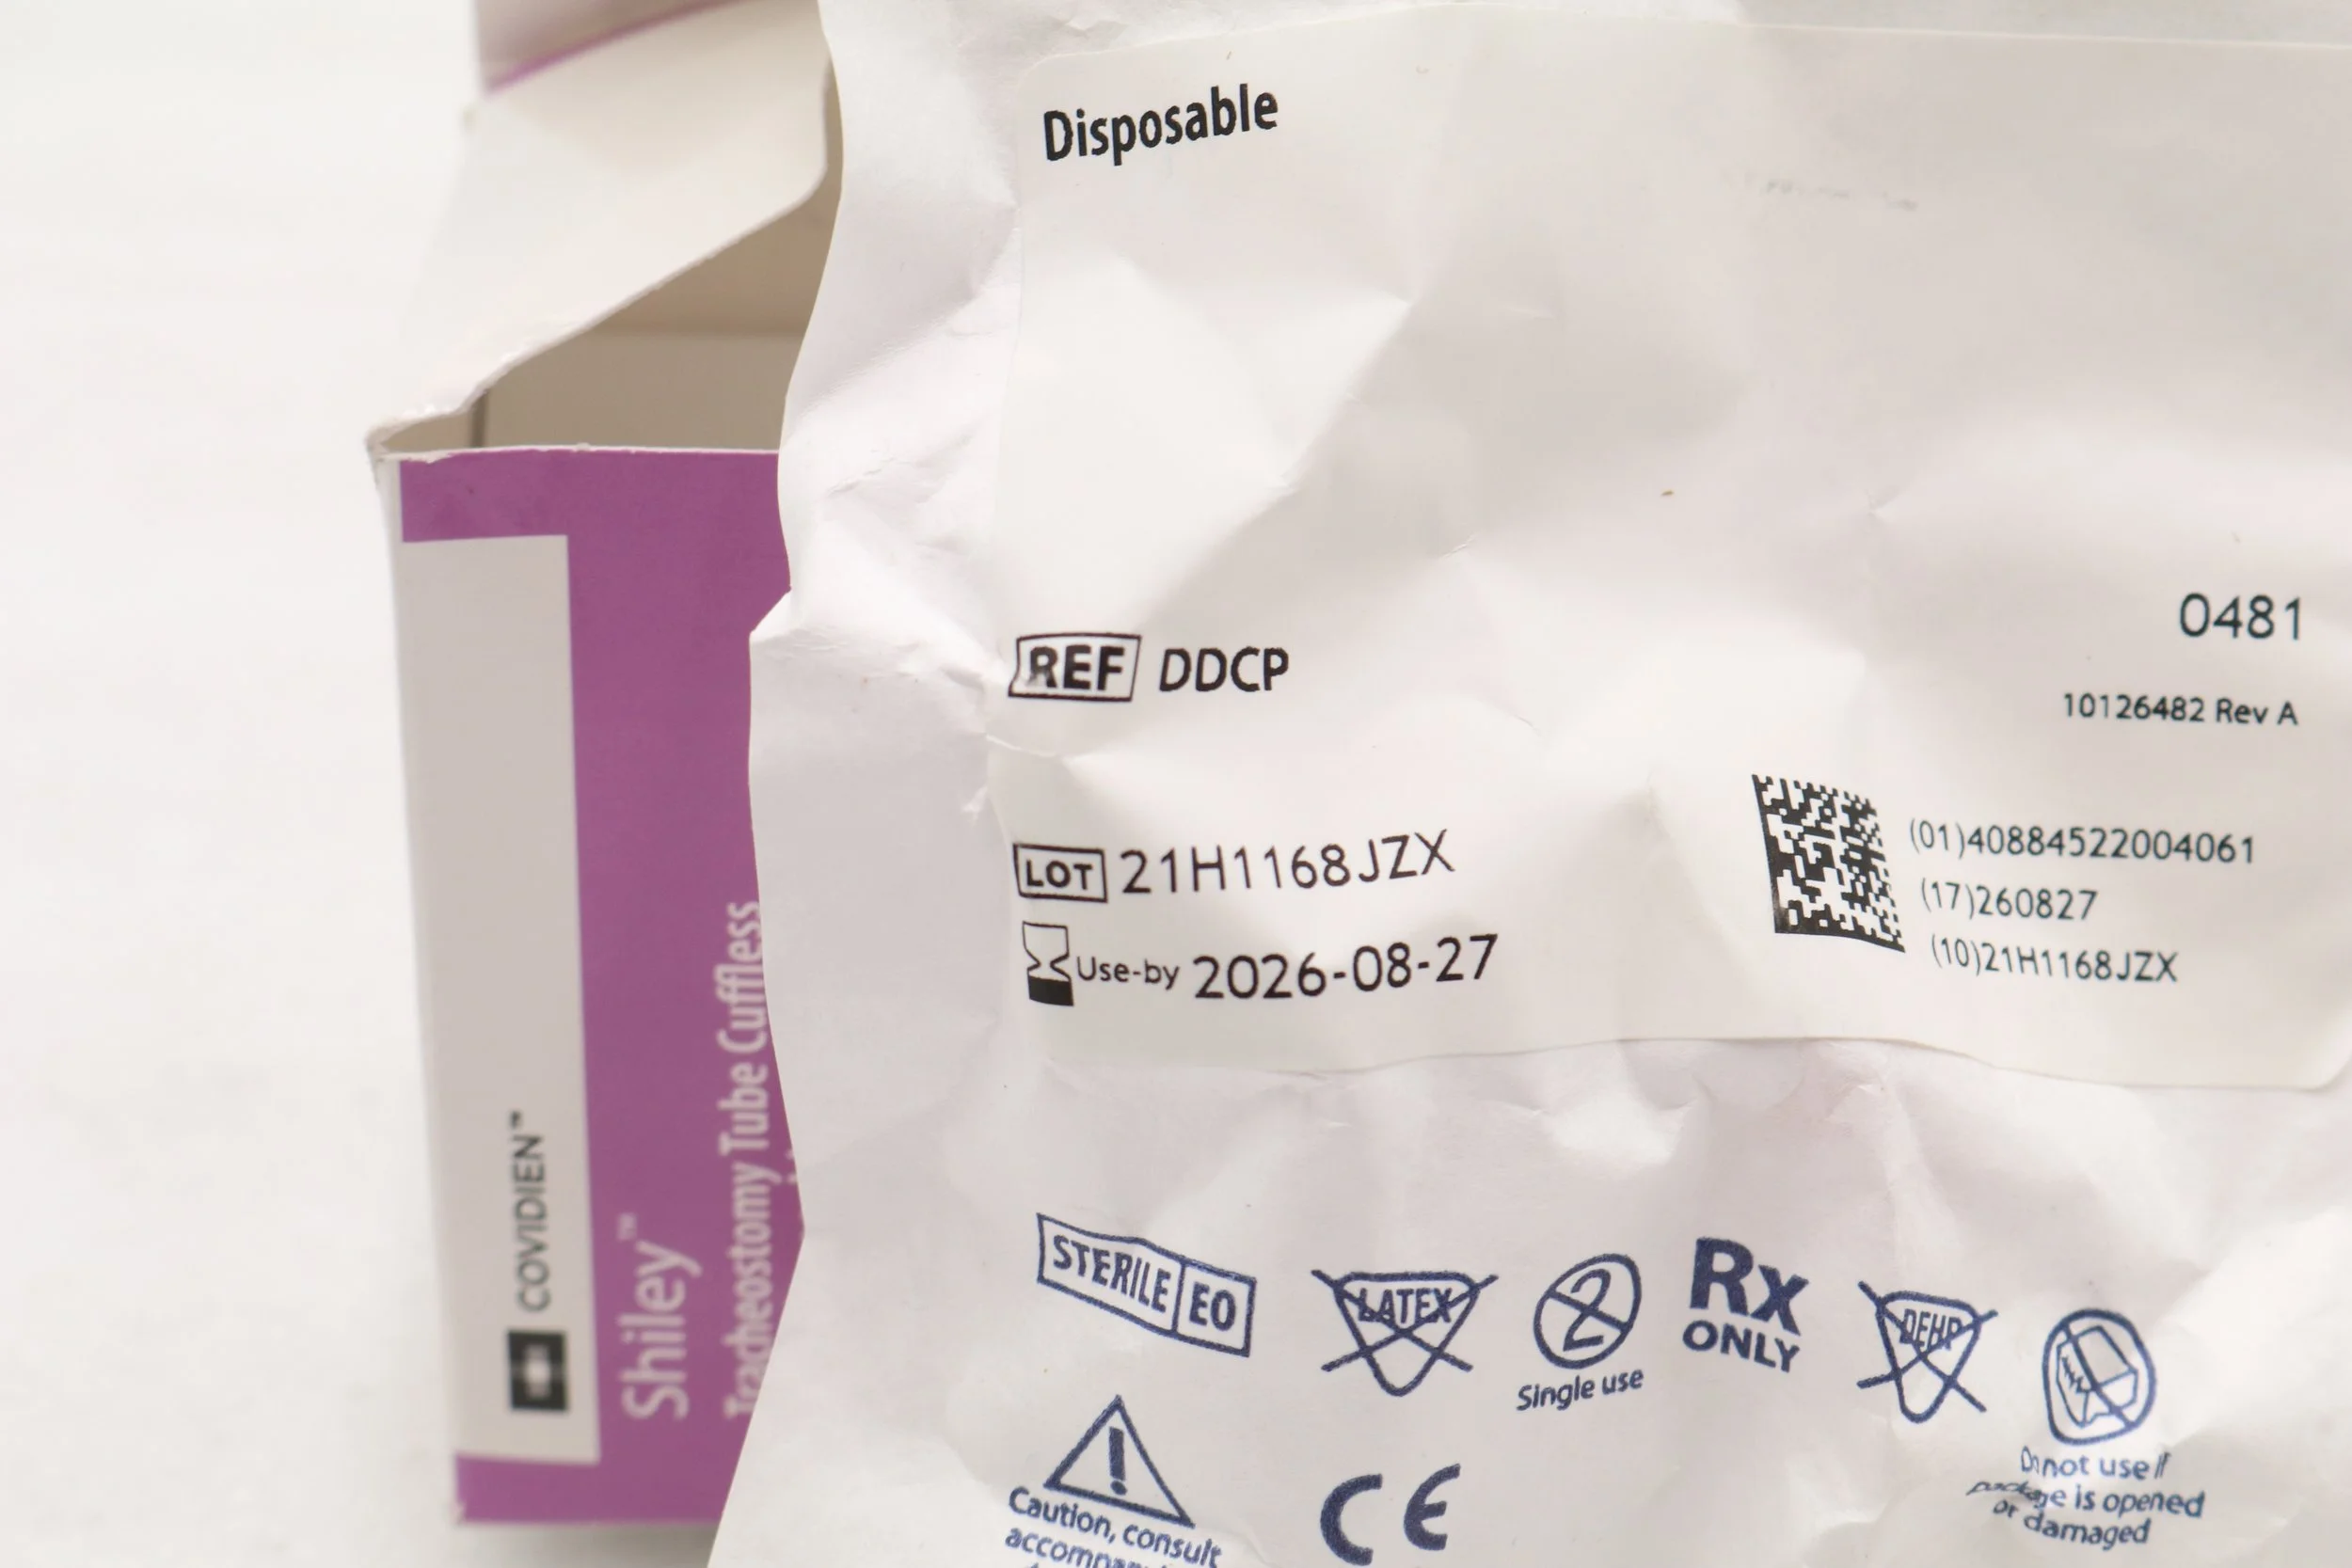 Disposable
REF DDCP
0481
10126482 Rev A
LOT 21H1168JZX
Use-by 2026-08-27
(01)40884522004061
(17)260827
(10)21H1168JZX
STERILE EO
LATEX
2
Single use
Rx
ONLY
DEHP
Do not use if
package is opened
or damaged
Caution, consult
CE
COVIDIEN™
Shiley™
Tracheostomy Tube Cuffless